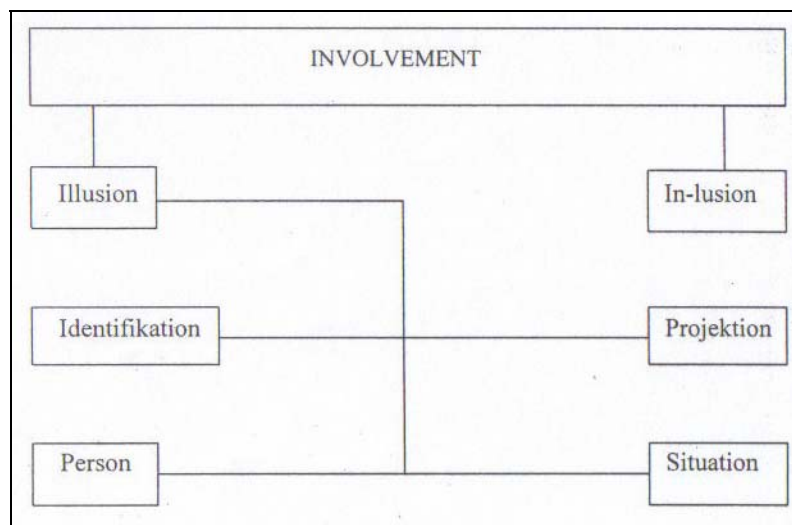 INVOLVEMENT
Illusion
In-lusion
Identifikation
Projektion
Person
Situation